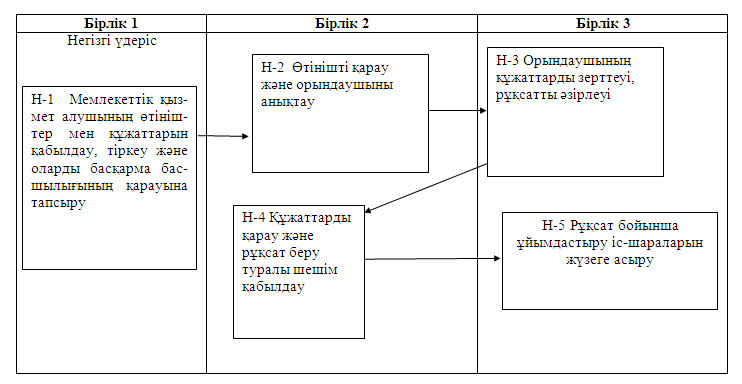 Бірлік 1
Бірлік 2
Бірлік 3
Негізгі үдеріс
Н-1 Мемлекеттік қыз-
мет алушының өтініш-
тер мен құжаттарын
қабылдау, тіркеу және
оларды басқарма бас-
шылығының қарауына
тапсыру
Н-2 Өтінішті қарау
және орындаушыны
анықтау
Н-3 Орындаушының
құжаттарды зерттеуі,
рұқсатты әзірлеуі
Н-4 Құжаттарды
қарау және
рұқсат беру
туралы шешім
қабылдау
Н-5 Рұқсат бойынша
ұйымдастыру іс-шараларын
жүзеге асыру